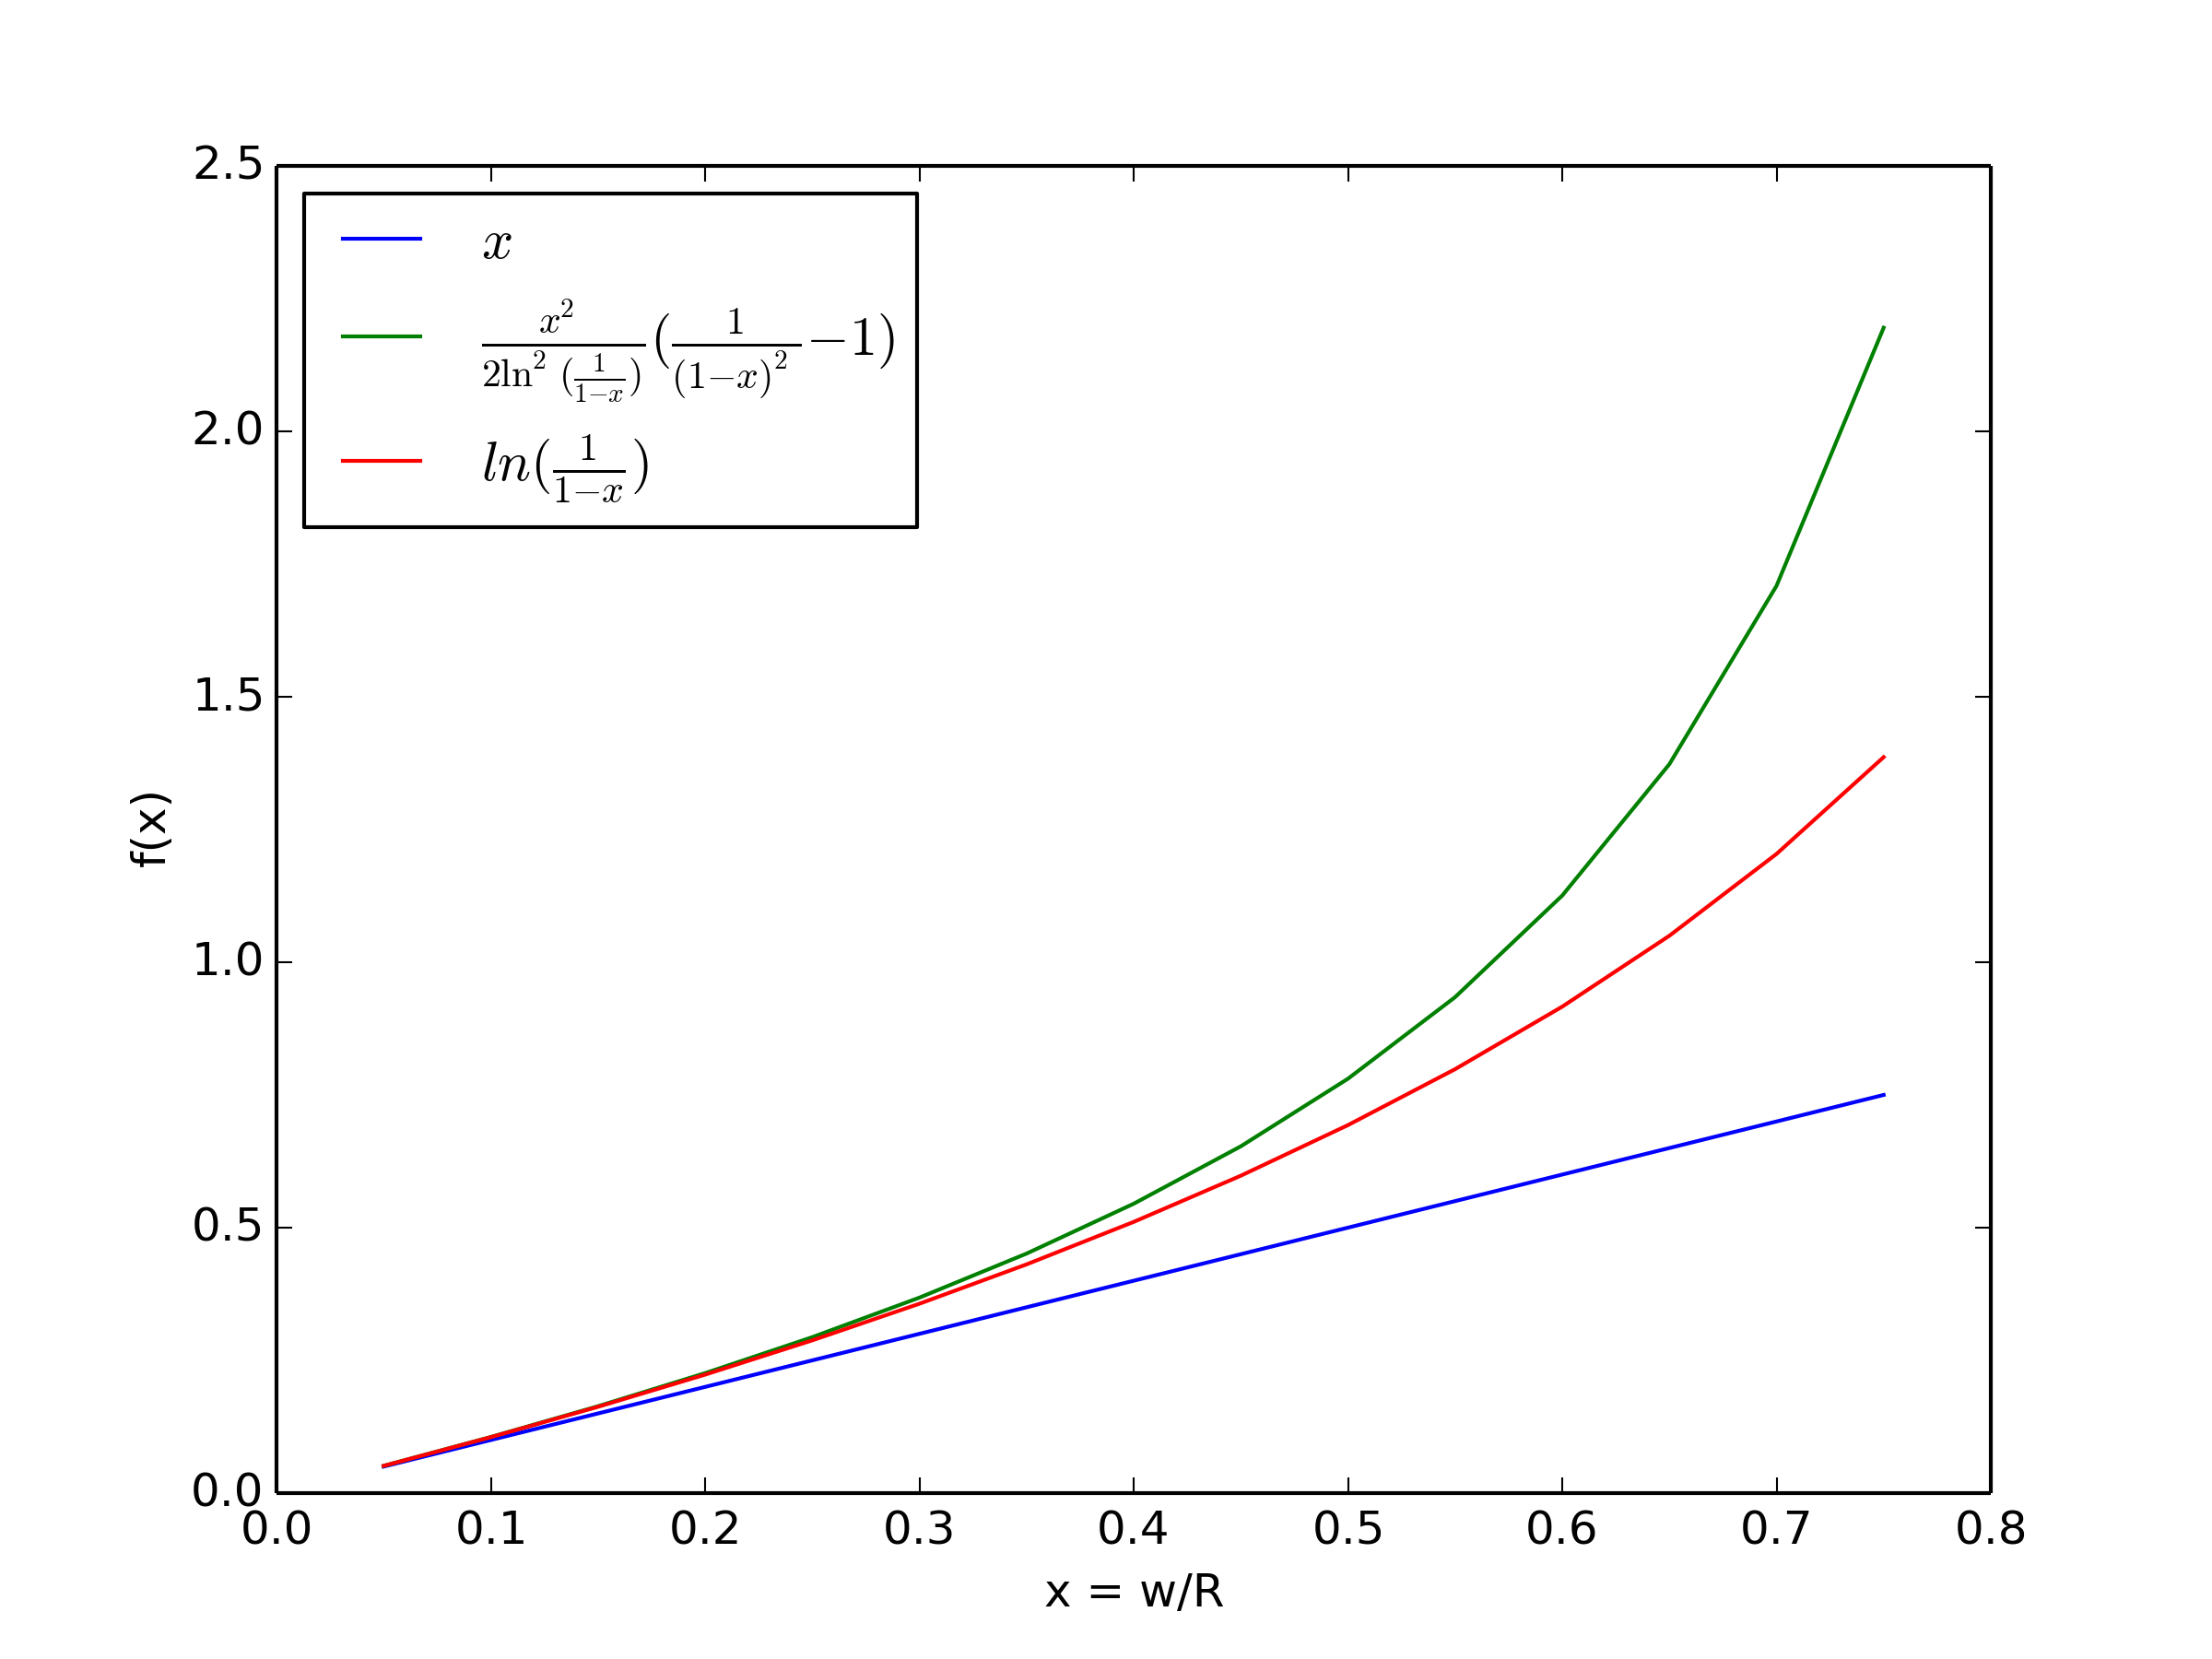 2.5
x
x²/(2ln² (1/(1−x))) (1/(1−x)² −1)
2.0
ln(1/(1−x))
1.5
f(x)
1.0
0.5
0.0
0.0 0.1 0.2 0.3 0.4 0.5 0.6 0.7 0.8
x = w/R